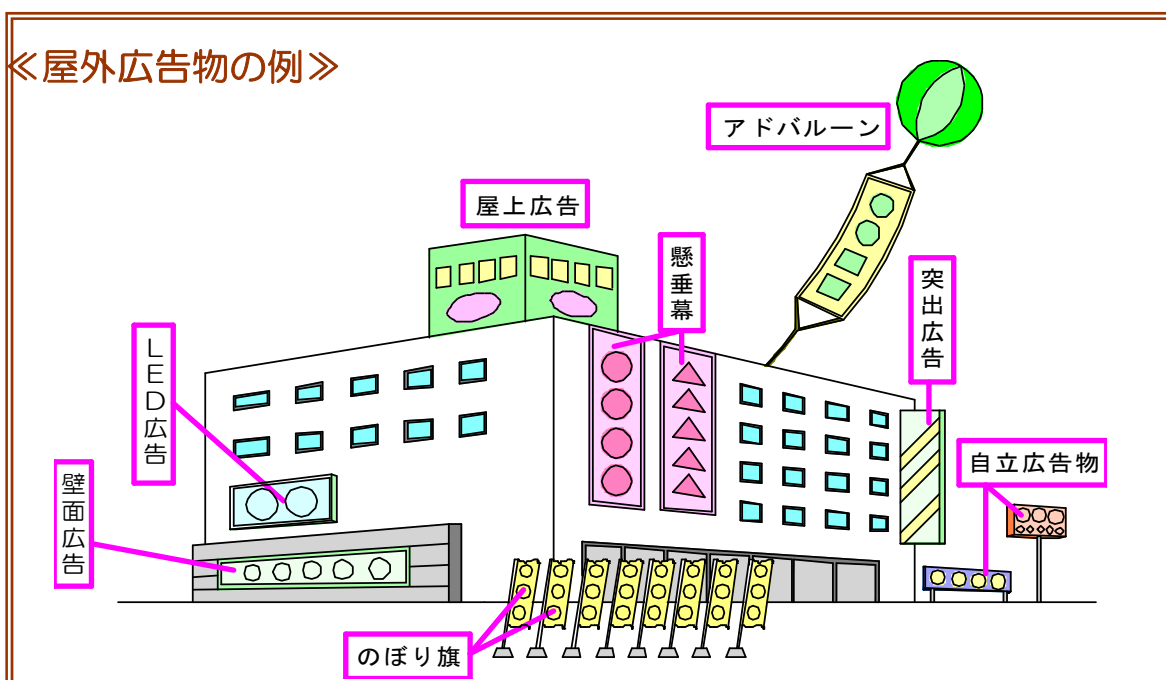 ≪屋外広告物の例≫
アドバルーン
屋上広告
懸垂幕
突出広告
LED広告
自立広告物
壁面広告
のぼり旗